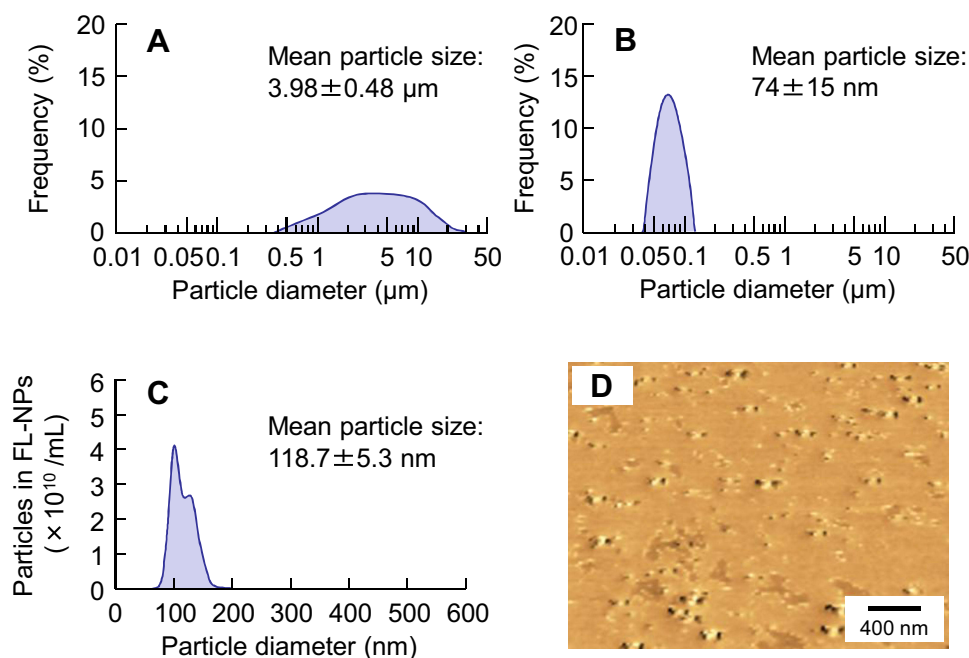 A
Mean particle size:
3.98±0.48 µm
Frequency (%)
20
15
10
5
0
0.01 0.05 0.1 0.5 1 5 10 50
Particle diameter (µm)
B
Mean particle size:
74±15 nm
Frequency (%)
20
15
10
5
0
0.01 0.05 0.1 0.5 1 5 10 50
Particle diameter (µm)
C
Mean particle size:
118.7±5.3 nm
Particles in FL-NPs
(×10¹⁰ /mL)
6
5
4
3
2
1
0
0 100 200 300 400 500 600
Particle diameter (nm)
D
400 nm